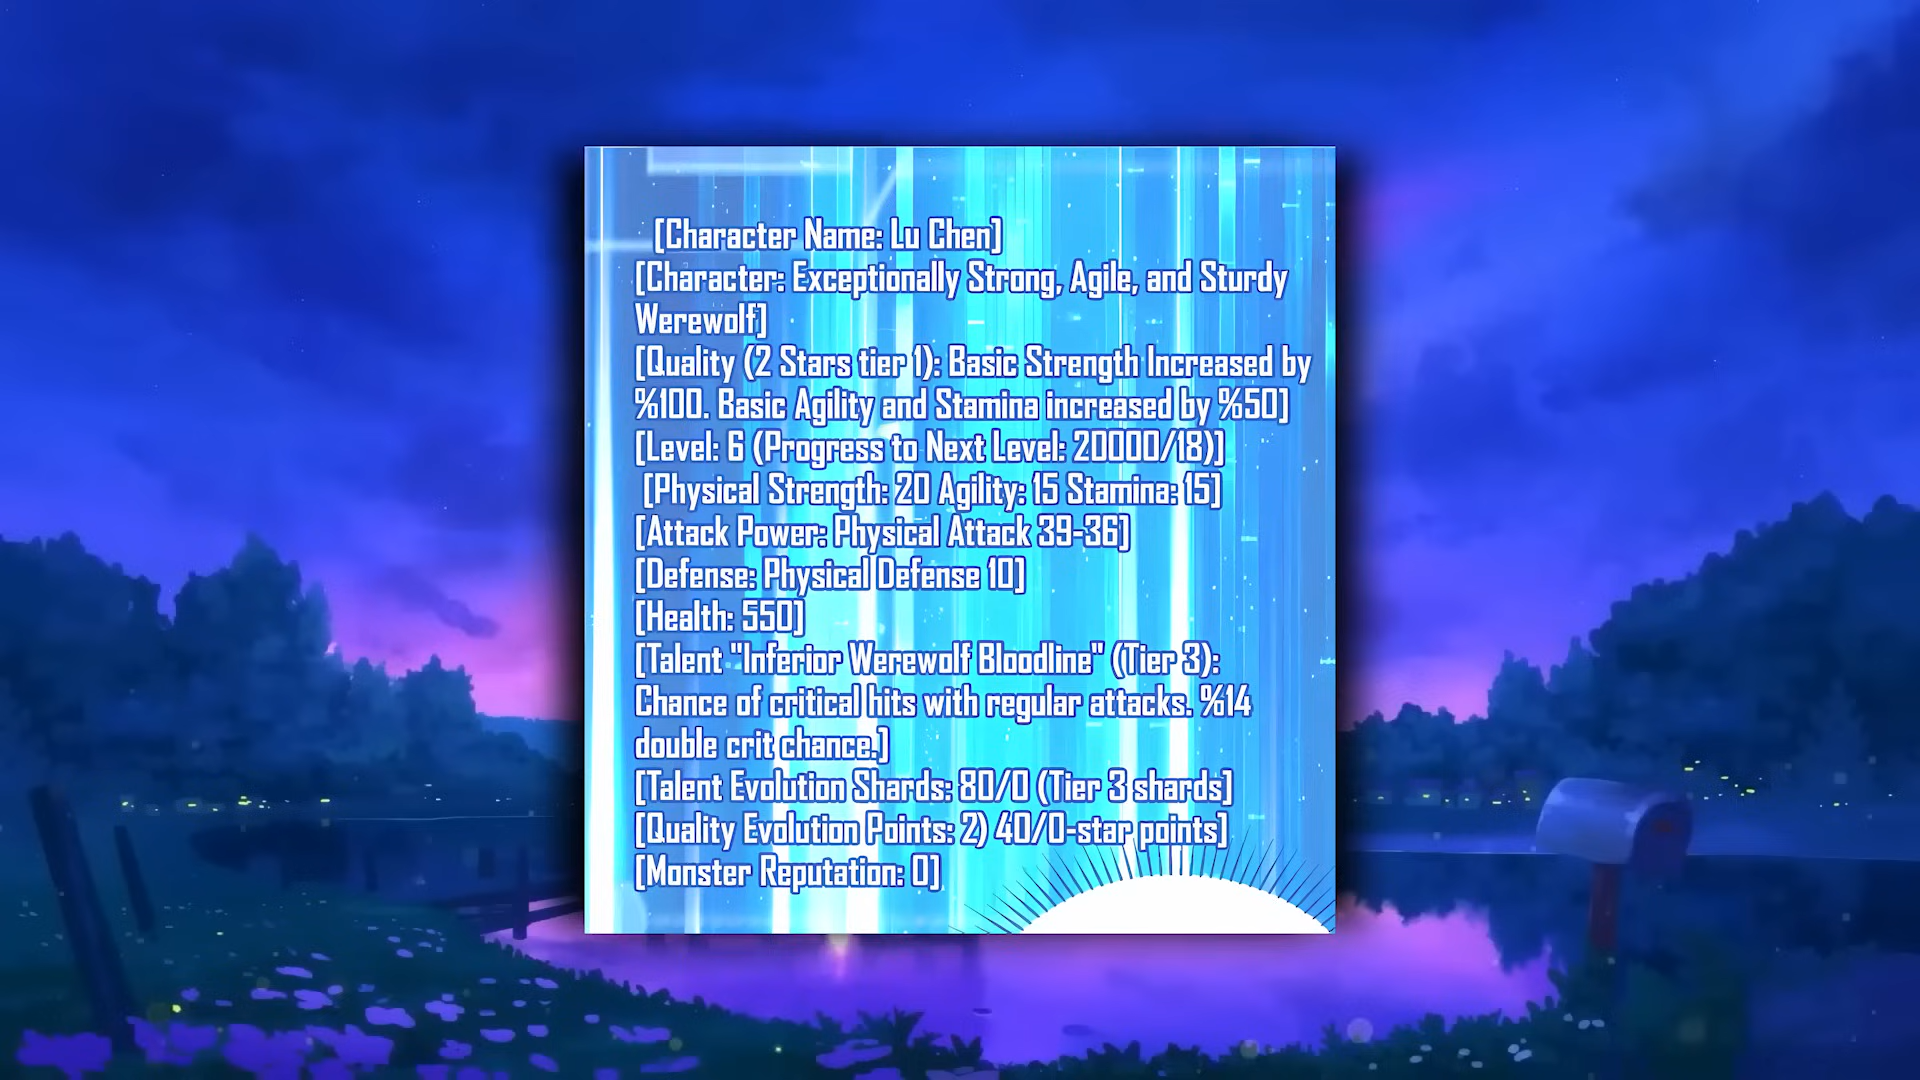 [Character Name: Lu Chen]
[Character: Exceptionally Strong, Agile, and Sturdy
Werewolf]
[Quality (2 Stars tier 1): Basic Strength Increased by
%100. Basic Agility and Stamina increased by %50]
[Level: 6 (Progress to Next Level: 20000/18)]
[Physical Strength: 20 Agility: 15 Stamina: 15]
[Attack Power: Physical Attack 39-36]
[Defense: Physical Defense 10]
[Health: 550]
[Talent "Inferior Werewolf Bloodline" (Tier 3):
Chance of critical hits with regular attacks. %14
double crit chance.]
[Talent Evolution Shards: 80/0 (Tier 3 shards]
[Quality Evolution Points: 2) 40/0-star points]
[Monster Reputation: 0]